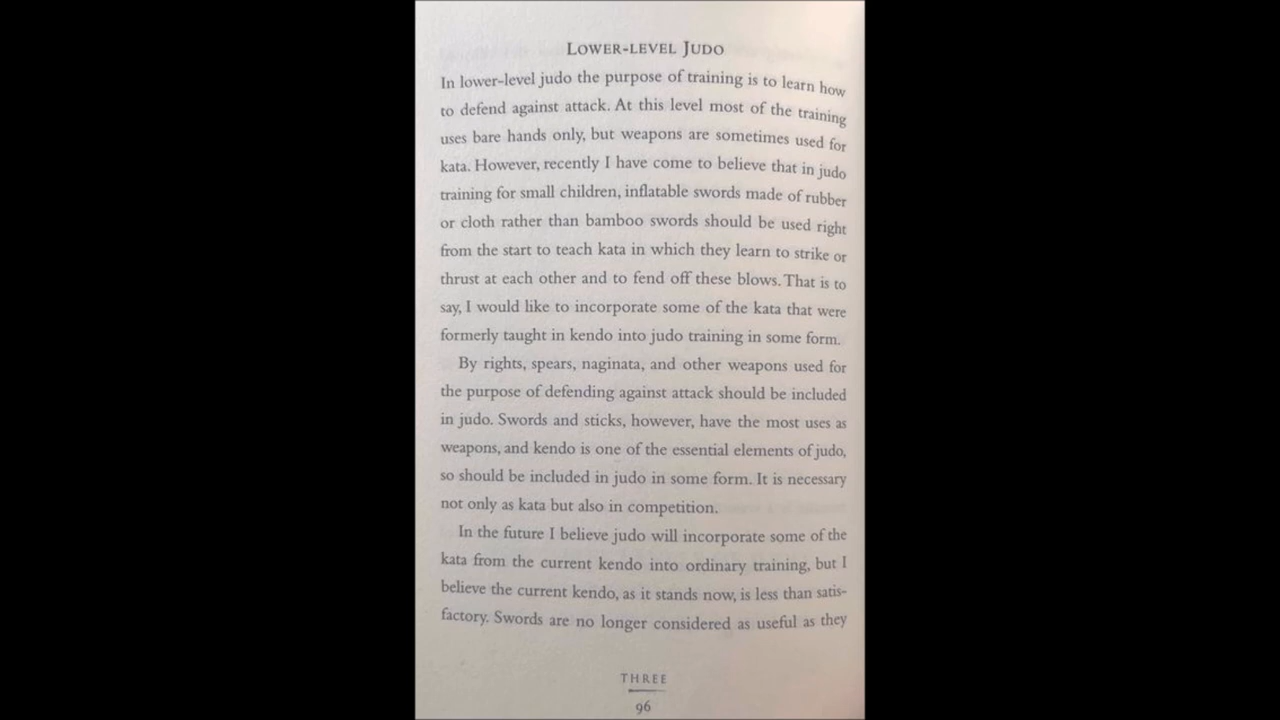 LOWER-LEVEL JUDO
In lower-level judo the purpose of training is to learn how
to defend against attack. At this level most of the training
uses bare hands only, but weapons are sometimes used for
kata. However, recently I have come to believe that in judo
training for small children, inflatable swords made of rubber
or cloth rather than bamboo swords should be used right
from the start to teach kata in which they learn to strike or
thrust at each other and to fend off these blows. That is to
say, I would like to incorporate some of the kata that were
formerly taught in kendo into judo training in some form.
By rights, spears, naginata, and other weapons used for
the purpose of defending against attack should be included
in judo. Swords and sticks, however, have the most uses as
weapons, and kendo is one of the essential elements of judo,
so should be included in judo in some form. It is necessary
not only as kata but also in competition.
In the future I believe judo will incorporate some of the
kata from the current kendo into ordinary training, but I
believe the current kendo, as it stands now, is less than satis-
factory. Swords are no longer considered as useful as they
THREE
96